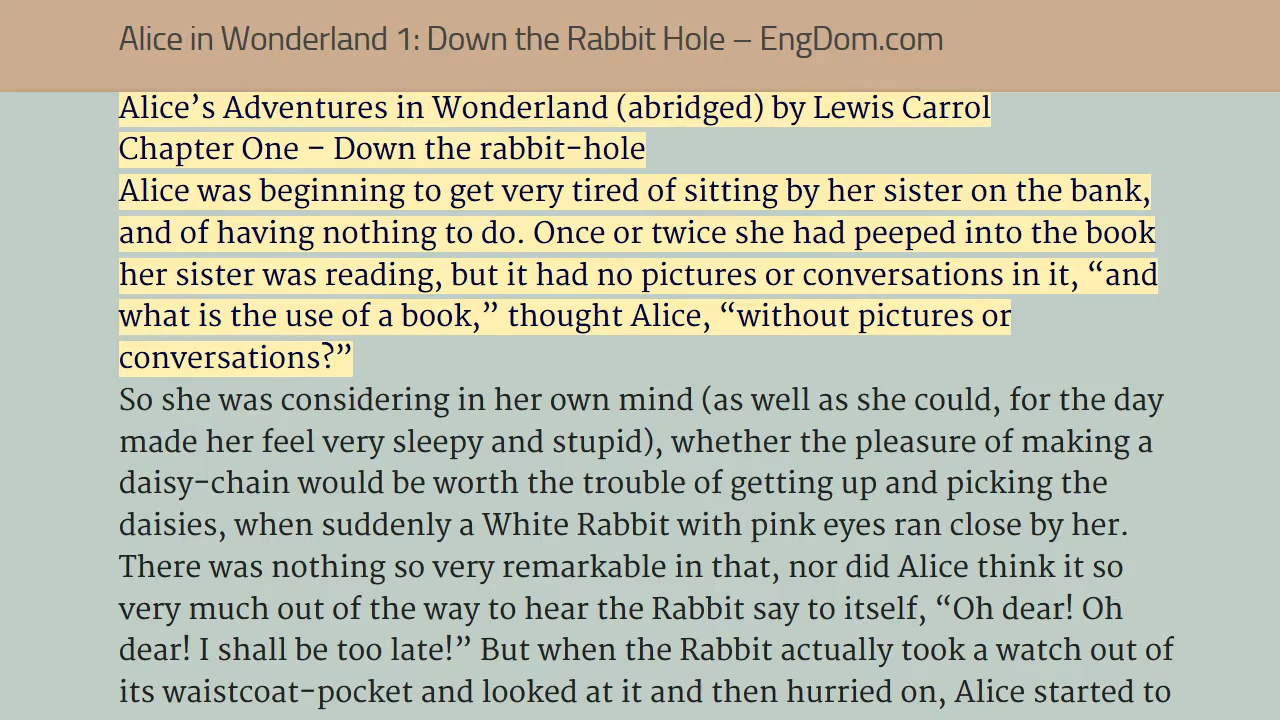 Alice in Wonderland 1: Down the Rabbit Hole – EngDom.com
Alice’s Adventures in Wonderland (abridged) by Lewis Carrol
Chapter One – Down the rabbit-hole
Alice was beginning to get very tired of sitting by her sister on the bank,
and of having nothing to do. Once or twice she had peeped into the book
her sister was reading, but it had no pictures or conversations in it, “and
what is the use of a book,” thought Alice, “without pictures or
conversations?”
So she was considering in her own mind (as well as she could, for the day
made her feel very sleepy and stupid), whether the pleasure of making a
daisy-chain would be worth the trouble of getting up and picking the
daisies, when suddenly a White Rabbit with pink eyes ran close by her.
There was nothing so very remarkable in that, nor did Alice think it so
very much out of the way to hear the Rabbit say to itself, “Oh dear! Oh
dear! I shall be too late!” But when the Rabbit actually took a watch out of
its waistcoat-pocket and looked at it and then hurried on, Alice started to